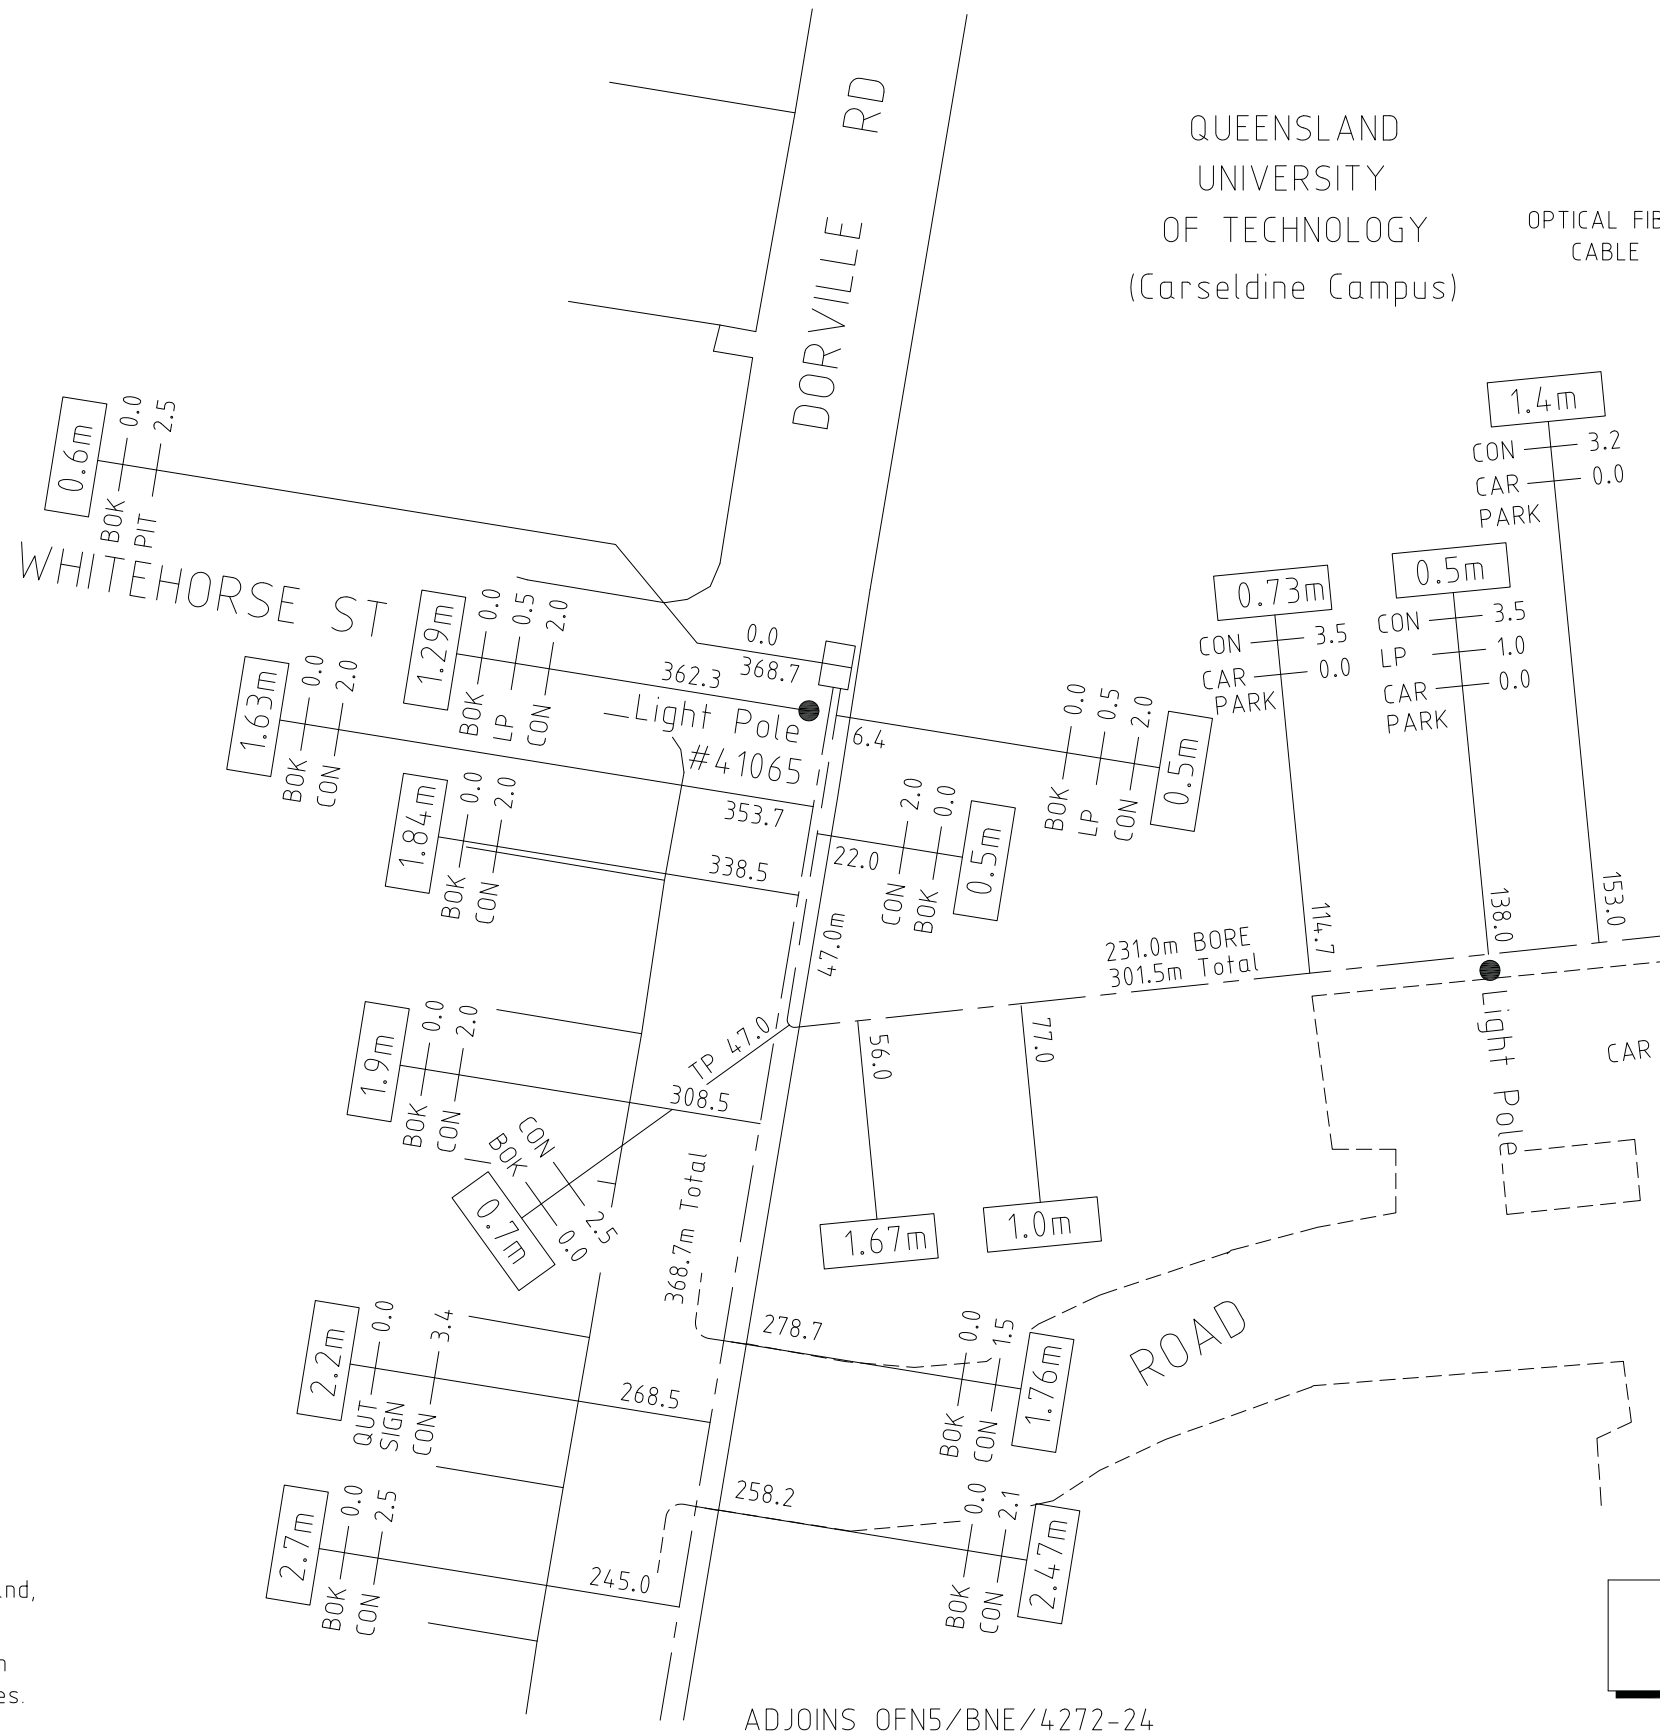 DORVILLE RD
QUEENSLAND
UNIVERSITY
OF TECHNOLOGY
(Carseldine Campus)
OPTICAL FIB
CABLE
0.6m
BOK 0.0
PIT 2.5
WHITEHORSE ST
1.29m
BOK 0.0
LP 0.5
CON 2.0
0.0
368.7
362.3
Light Pole
#41065
1.63m
BOK 0.0
CON 2.0
353.7
1.84m
BOK 0.0
CON 2.0
338.5
6.4
BOK 0.0
LP 0.5
CON 2.0
0.5m
22.0
CON 2.0
BOK 0.0
0.5m
47.0m
1.4m
CON 3.2
CAR 0.0
PARK
0.73m
CON 3.5
CAR 0.0
PARK
0.5m
CON 3.5
LP 1.0
CAR 0.0
PARK
114.7
138.0
153.0
231.0m BORE
301.5m Total
Light Pole
CAR
56.0
77.0
1.67m
1.0m
TP 47.0
1.9m
BOK 0.0
CON 2.0
308.5
CON 2.5
BOK 0.0
0.7m
368.7m Total
278.7
BOK 0.0
CON 1.5
1.76m
ROAD
2.2m
QUT 0.0
SIGN
CON 3.4
268.5
258.2
BOK 0.0
CON 2.1
2.47m
2.7m
BOK 0.0
CON 2.5
245.0
nd,
es.
ADJOINS OFN5/BNE/4272-24